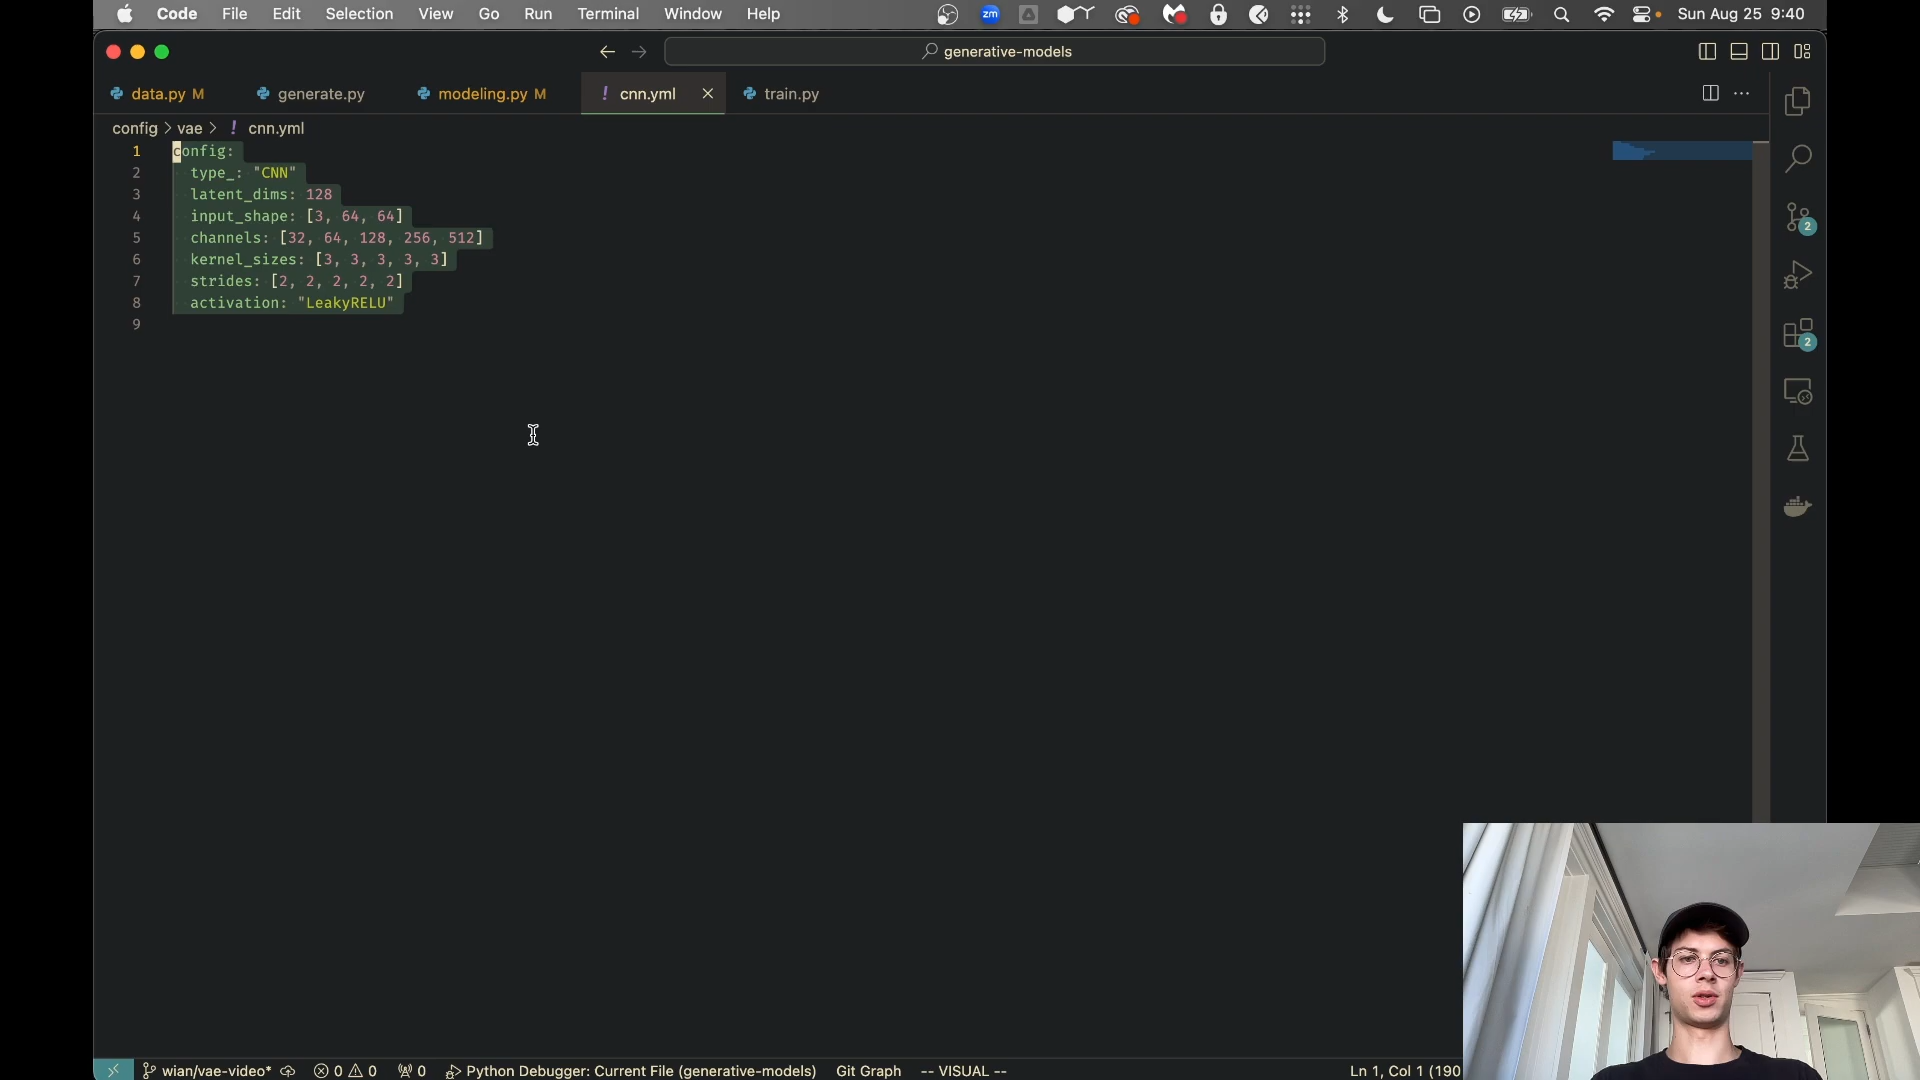 Code File Edit Selection View Go Run Terminal Window Help zm Sun Aug 25 9:40
generative-models
data.py M generate.py modeling.py M ! cnn.yml train.py
config > vae > ! cnn.yml
1 config:
2 type_: "CNN"
3 latent_dims: 128
4 input_shape: [3, 64, 64]
5 channels: [32, 64, 128, 256, 512]
6 kernel_sizes: [3, 3, 3, 3, 3]
7 strides: [2, 2, 2, 2, 2]
8 activation: "LeakyRELU"
9
2
2
wian/vae-video* 0 0 0 Python Debugger: Current File (generative-models) Git Graph -- VISUAL -- Ln 1, Col 1 (190